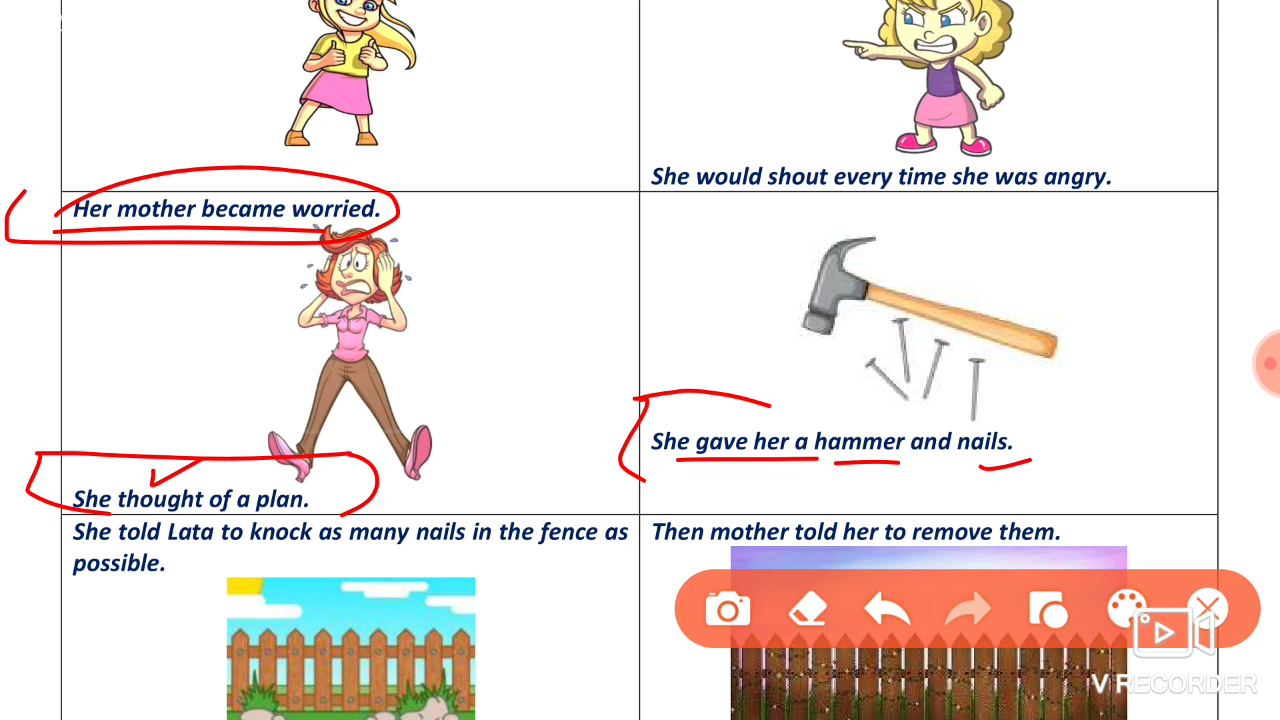 She would shout every time she was angry.
Her mother became worried.
She gave her a hammer and nails.
She thought of a plan.
She told Lata to knock as many nails in the fence as
possible.
Then mother told her to remove them.
V RECORDER